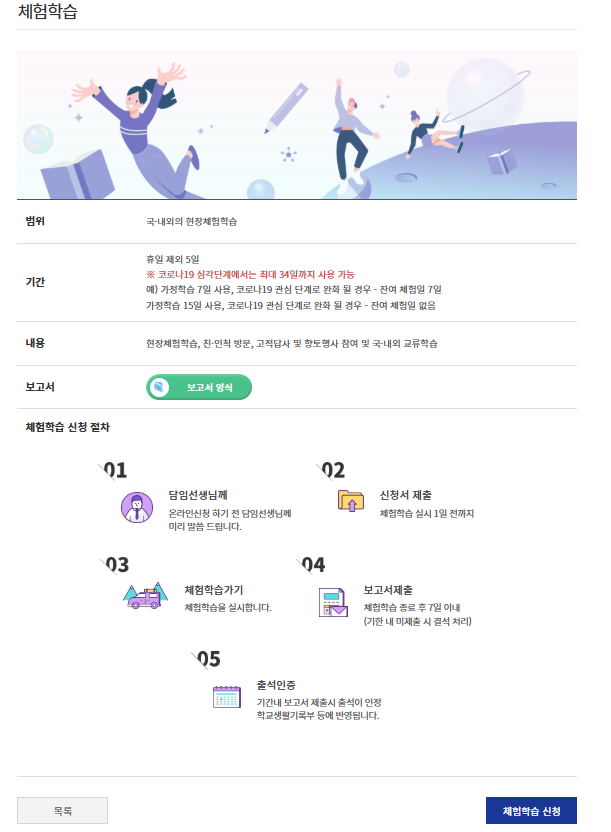 체험학습
범위
국·내외의 현장체험학습
기간
휴일 제외 5일
※ 코로나19 심각단계에서는 최대 34일까지 사용 가능
예) 가정학습 7일 사용, 코로나19 관심 단계로 완화 될 경우 - 잔여 체험일 7일
가정학습 15일 사용, 코로나19 관심 단계로 완화 될 경우 - 잔여 체험일 없음
내용
현장체험학습, 친·인척 방문, 고적답사 및 향토행사 참여 및 국·내외 교류학습
보고서
보고서 양식
체험학습 신청 절차
01
담임선생님께
온라인신청 하기 전 담임선생님께
미리 말씀 드립니다.
02
신청서 제출
체험학습 실시 1일 전까지
03
체험학습가기
체험학습을 실시합니다.
04
보고서제출
체험학습 종료 후 7일 이내
(기한 내 미제출 시 결석 처리)
05
출석인증
기간내 보고서 제출시 출석이 인정
학교생활기록부 등에 반영됩니다.
목록
체험학습 신청